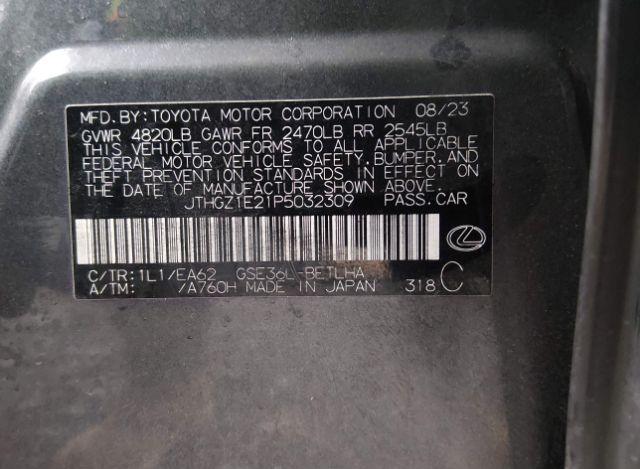 MFD.BY:TOYOTA MOTOR CORPORATION 08/23
GVWR 4820LB GAWR FR 2470LB RR 2545LB
THIS VEHICLE CONFORMS TO ALL APPLICABLE
FEDERAL MOTOR VEHICLE SAFETY,BUMPER,AND
THEFT PREVENTION STANDARDS IN EFFECT ON
THE DATE OF MANUFACTURE SHOWN ABOVE.
JTHGZ1E21P5032309 PASS.CAR
C/TR:1L1/EA62 GSE36L-BETLHA
A/TM: /A760H MADE IN JAPAN 318 C